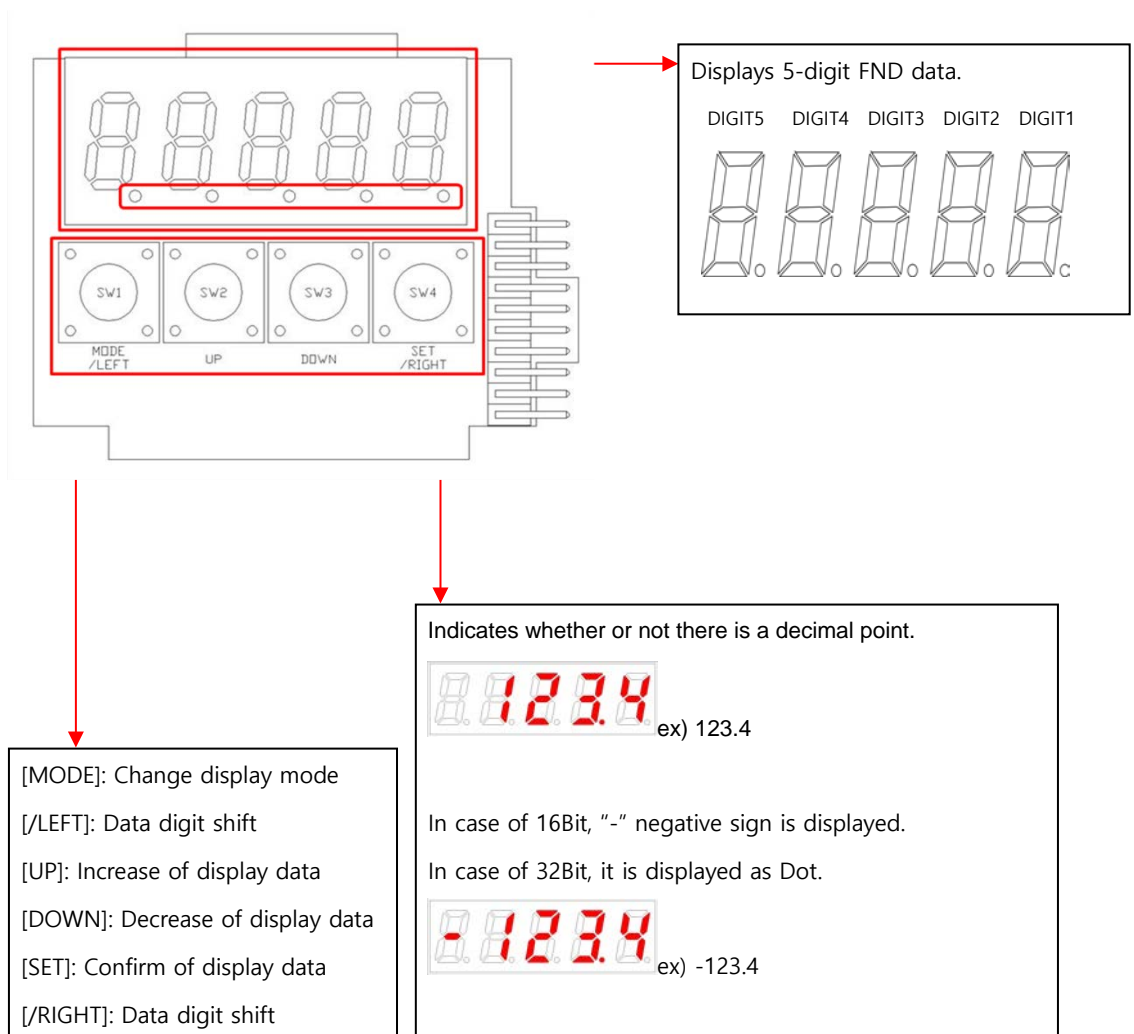 Displays 5-digit FND data.
DIGIT5 DIGIT4 DIGIT3 DIGIT2 DIGIT1
SW1 SW2 SW3 SW4
MODE /LEFT UP DOWN SET /RIGHT
Indicates whether or not there is a decimal point.
123.4
ex) 123.4
In case of 16Bit, "-" negative sign is displayed.
In case of 32Bit, it is displayed as Dot.
-123.4
ex) -123.4
[MODE]: Change display mode
[/LEFT]: Data digit shift
[UP]: Increase of display data
[DOWN]: Decrease of display data
[SET]: Confirm of display data
[/RIGHT]: Data digit shift